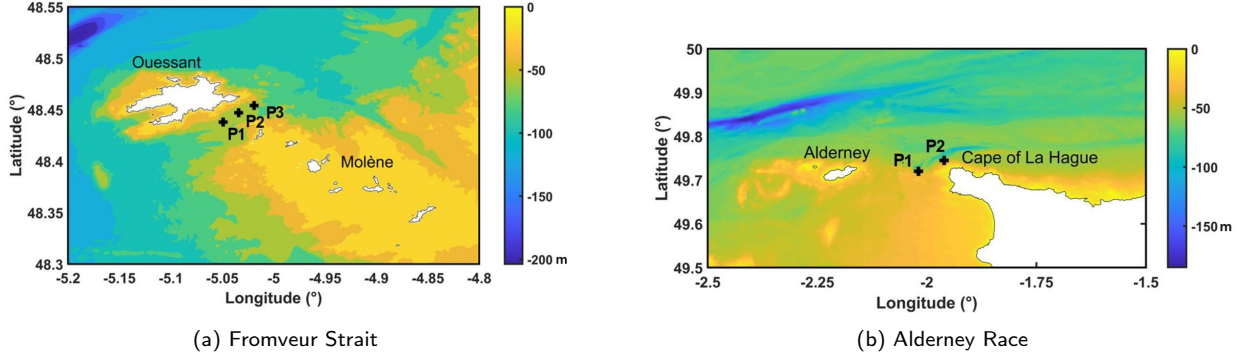 48.55
48.5
48.45
48.4
48.35
48.3
Latitude (°)
Ouessant
P1
P2
P3
Molène
-5.2 -5.15 -5.1 -5.05 -5 -4.95 -4.9 -4.85 -4.8
Longitude (°)
0
-50
-100
-150
-200 m
(a) Fromveur Strait
50
49.9
49.8
49.7
49.6
49.5
Latitude (°)
Alderney
P1
P2
Cape of La Hague
-2.5 -2.25 -2 -1.75 -1.5
Longitude (°)
0
-50
-100
-150 m
(b) Alderney Race